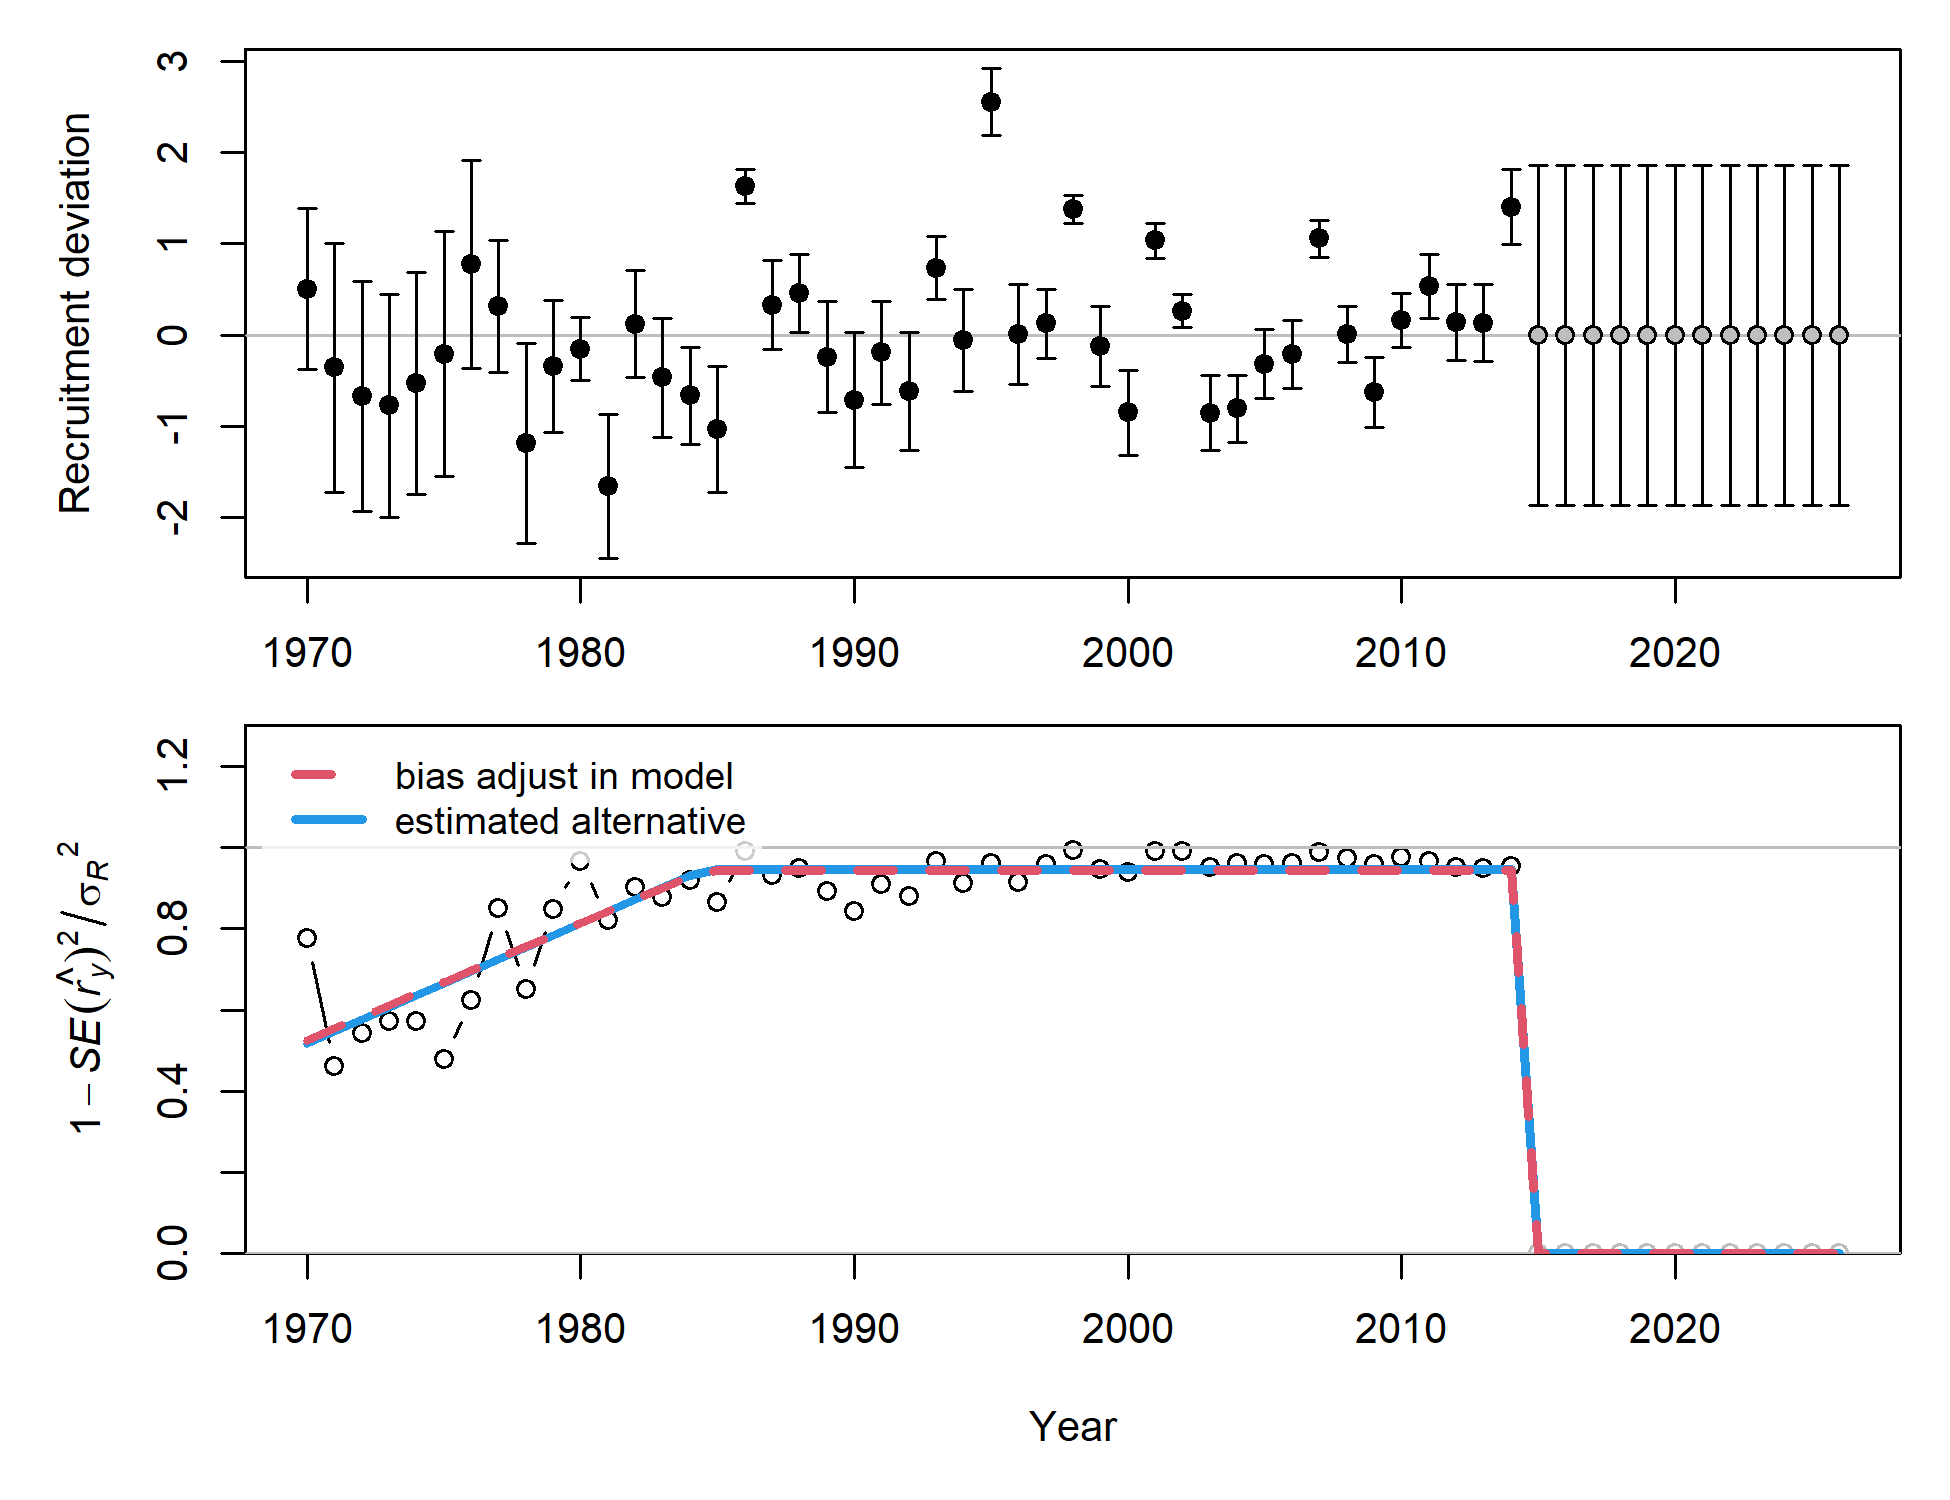 Recruitment deviation
3
2
1
0
-1
-2
1970 1980 1990 2000 2010 2020
bias adjust in model
estimated alternative
1 − SE(r̂y)² / σR²
1.2
0.8
0.4
0.0
1970 1980 1990 2000 2010 2020
Year